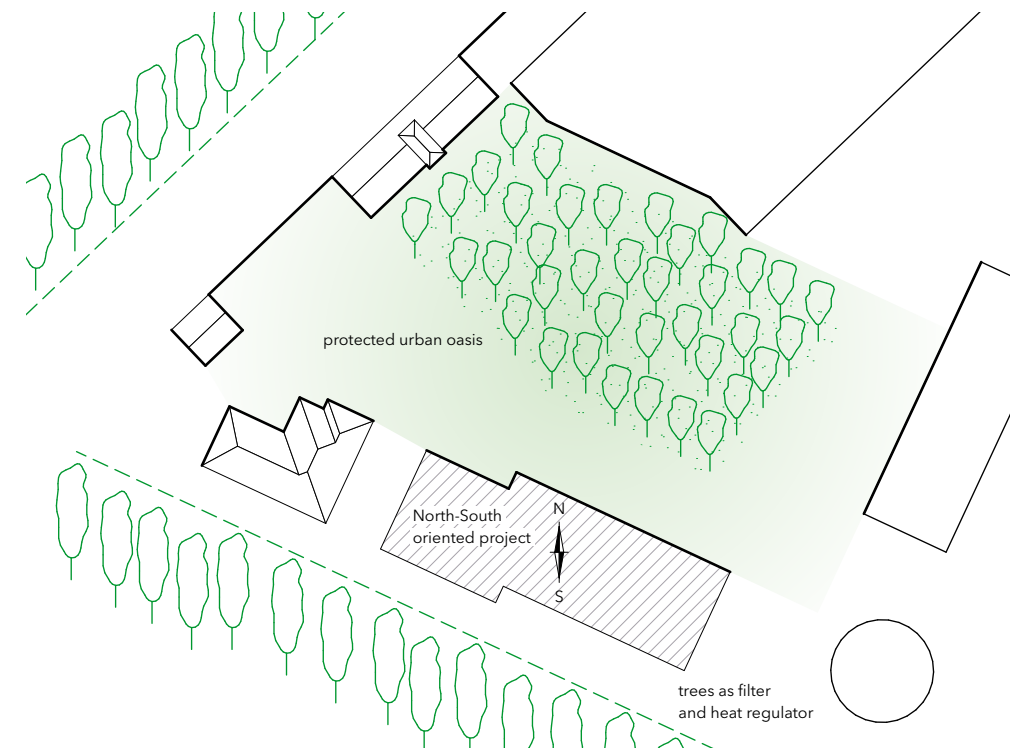 protected urban oasis
North-South
oriented project
N
S
trees as filter
and heat regulator